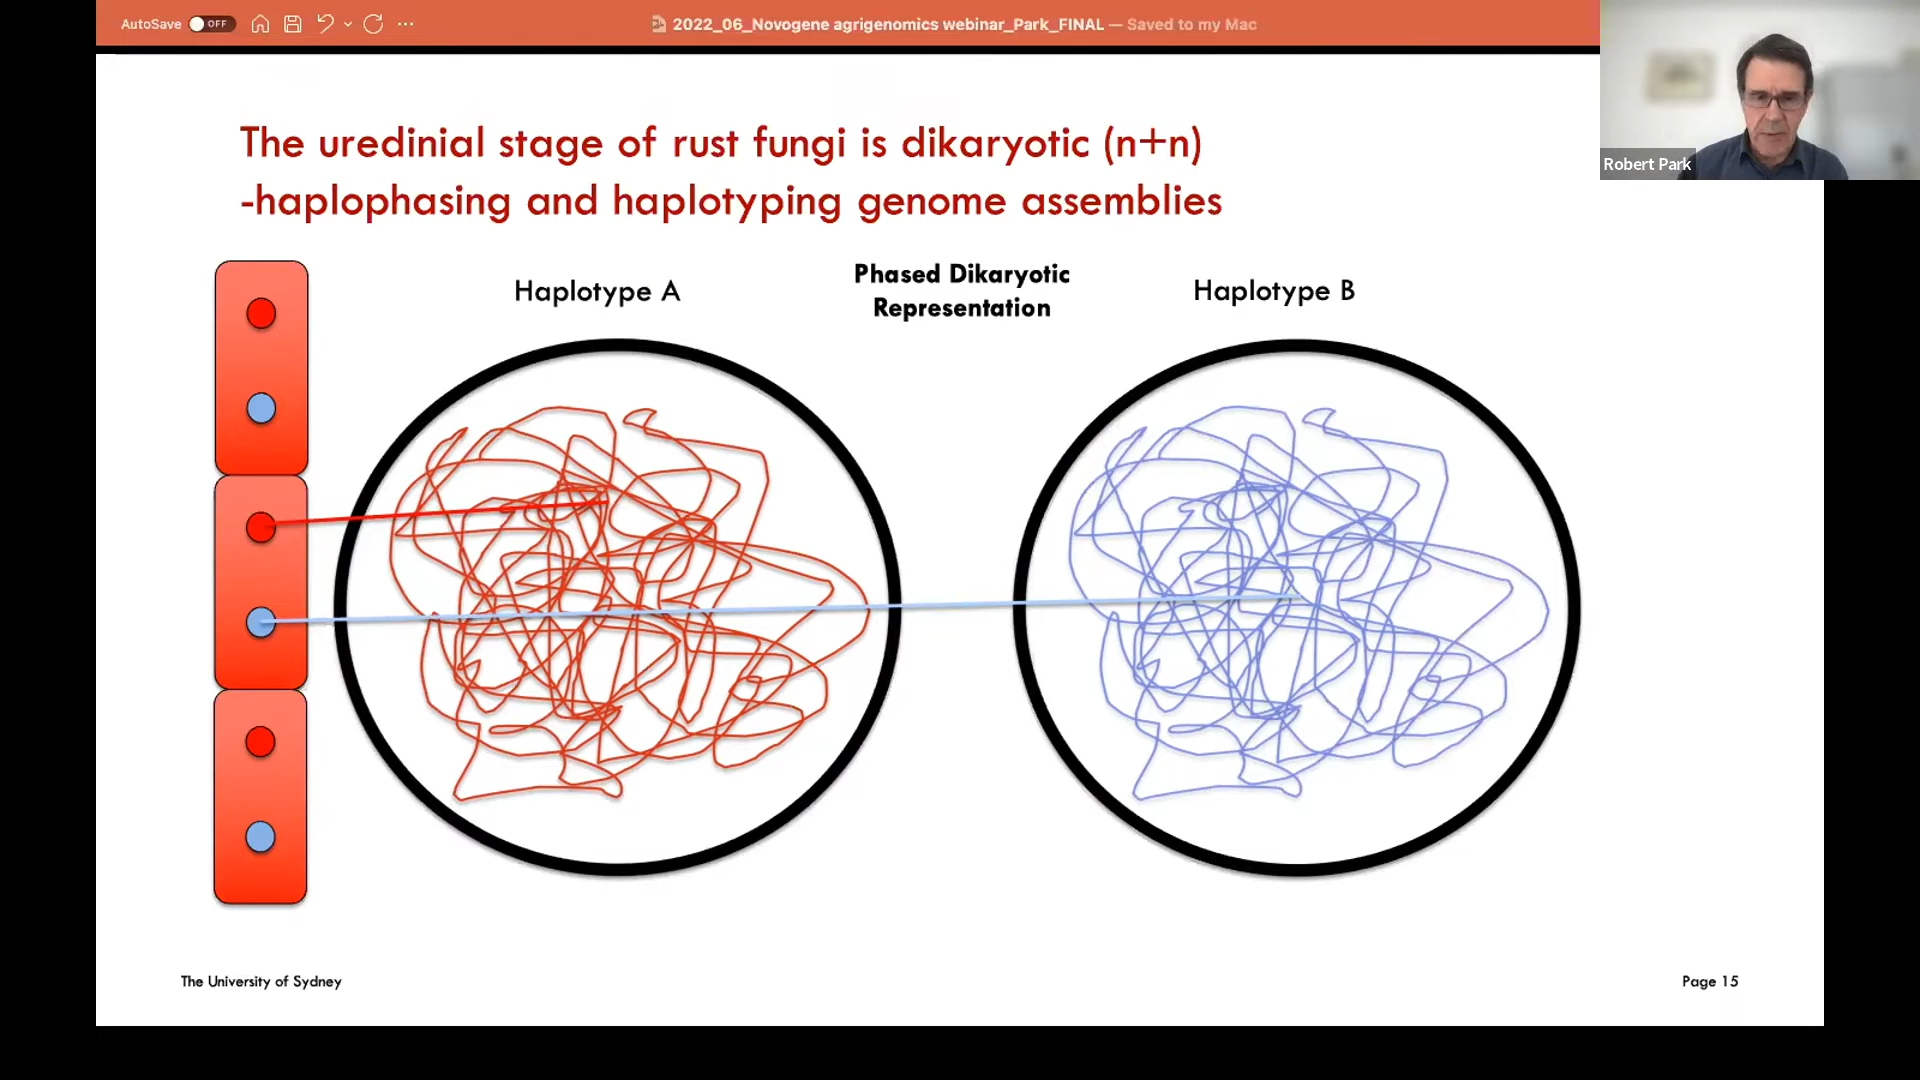 AutoSave OFF
2022_06_Novogene agrigenomics webinar_Park_FINAL — Saved to my Mac
Robert Park
The uredinial stage of rust fungi is dikaryotic (n+n)
-haplophasing and haplotyping genome assemblies
Haplotype A
Phased Dikaryotic
Representation
Haplotype B
The University of Sydney
Page 15